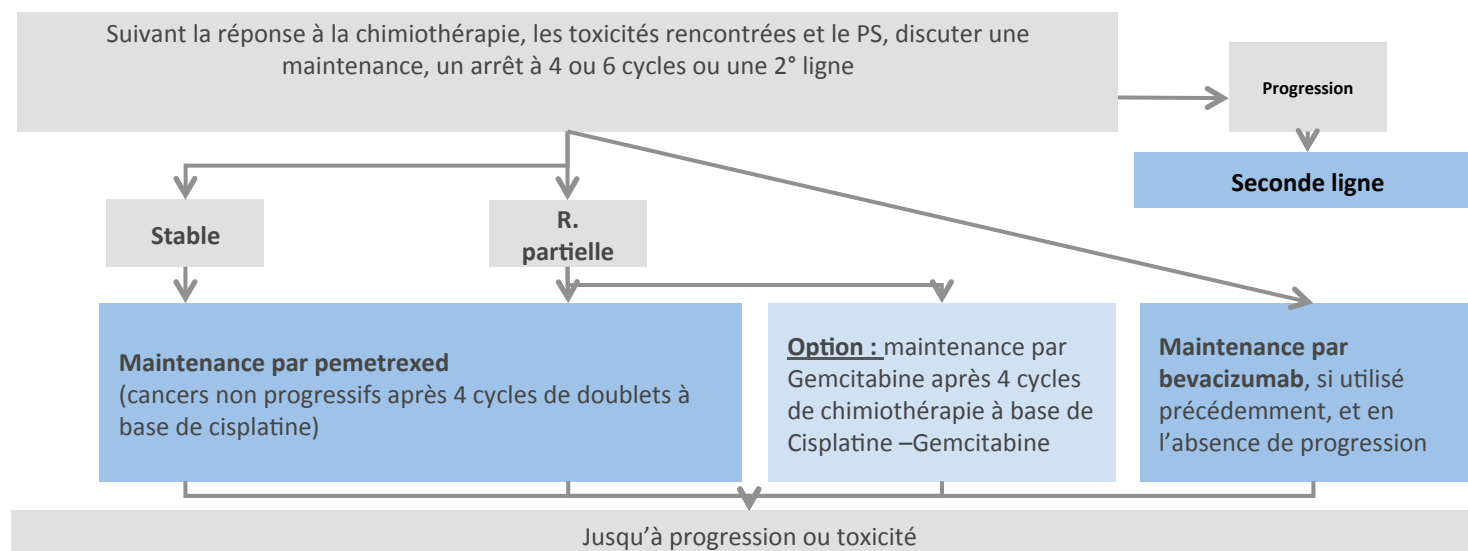 Suivant la réponse à la chimiothérapie, les toxicités rencontrées et le PS, discuter une
maintenance, un arrêt à 4 ou 6 cycles ou une 2° ligne
Progression
Seconde ligne
Stable
R.
partielle
Maintenance par pemetrexed
(cancers non progressifs après 4 cycles de doublets à
base de cisplatine)
Option : maintenance par
Gemcitabine après 4 cycles
de chimiothérapie à base de
Cisplatine –Gemcitabine
Maintenance par
bevacizumab, si utilisé
précédemment, et en
l’absence de progression
Jusqu’à progression ou toxicité